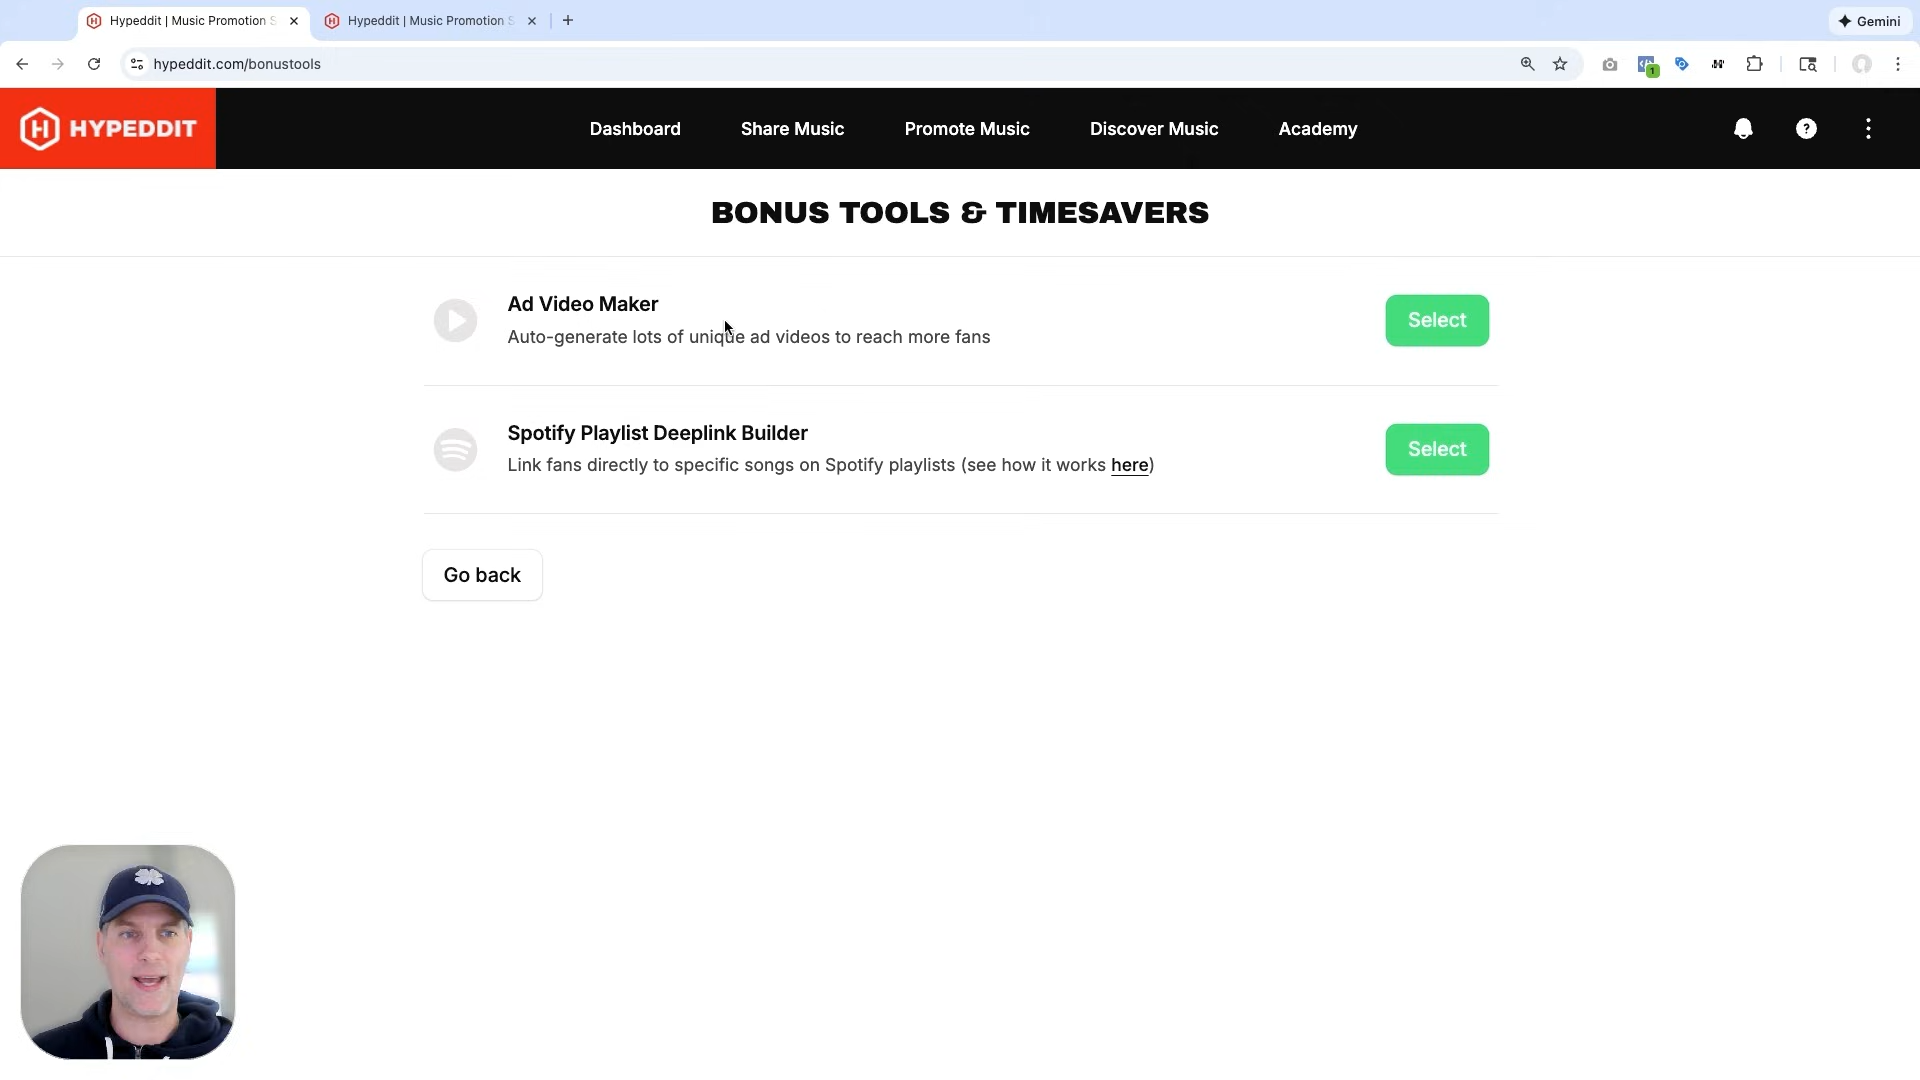 Hypeddit | Music Promotion S
Hypeddit | Music Promotion S
Gemini
hypeddit.com/bonustools
1
HYPEDDIT
Dashboard
Share Music
Promote Music
Discover Music
Academy
BONUS TOOLS & TIMESAVERS
Ad Video Maker
Auto-generate lots of unique ad videos to reach more fans
Select
Spotify Playlist Deeplink Builder
Link fans directly to specific songs on Spotify playlists (see how it works here)
Select
Go back